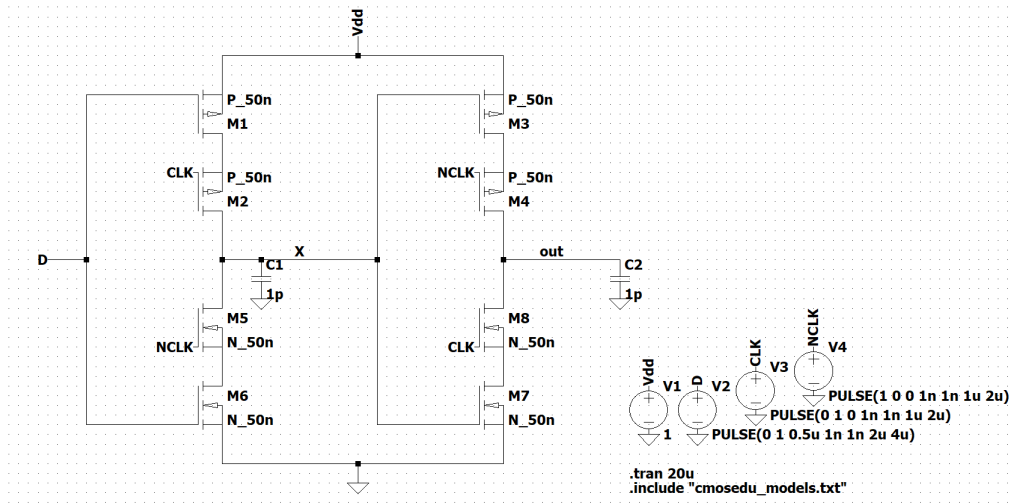 Vdd
P_50n
M1
P_50n
M3
CLK
P_50n
M2
NCLK
P_50n
M4
D
X
C1
1p
out
C2
1p
M5
NCLK
N_50n
M8
CLK
N_50n
M6
N_50n
M7
N_50n
Vdd
V1
1
D
V2
PULSE(0 1 0.5u 1n 1n 2u 4u)
CLK
V3
PULSE(0 1 0 1n 1n 1u 2u)
NCLK
V4
PULSE(1 0 0 1n 1n 1u 2u)
.tran 20u
.include "cmosedu_models.txt"